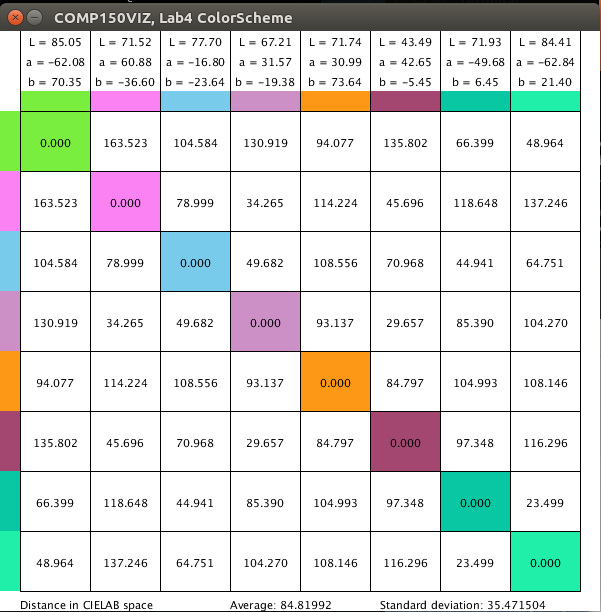 COMP150VIZ, Lab4 ColorScheme
L = 85.05 L = 71.52 L = 77.70 L = 67.21 L = 71.74 L = 43.49 L = 71.93 L = 84.41
a = -62.08 a = 60.88 a = -16.80 a = 31.57 a = 30.99 a = 42.65 a = -49.68 a = -62.84
b = 70.35 b = -36.60 b = -23.64 b = -19.38 b = 73.64 b = -5.45 b = 6.45 b = 21.40
0.000 163.523 104.584 130.919 94.077 135.802 66.399 48.964
163.523 0.000 78.999 34.265 114.224 45.696 118.648 137.246
104.584 78.999 0.000 49.682 108.556 70.968 44.941 64.751
130.919 34.265 49.682 0.000 93.137 29.657 85.390 104.270
94.077 114.224 108.556 93.137 0.000 84.797 104.993 108.146
135.802 45.696 70.968 29.657 84.797 0.000 97.348 116.296
66.399 118.648 44.941 85.390 104.993 97.348 0.000 23.499
48.964 137.246 64.751 104.270 108.146 116.296 23.499 0.000
Distance in CIELAB space Average: 84.81992 Standard deviation: 35.471504